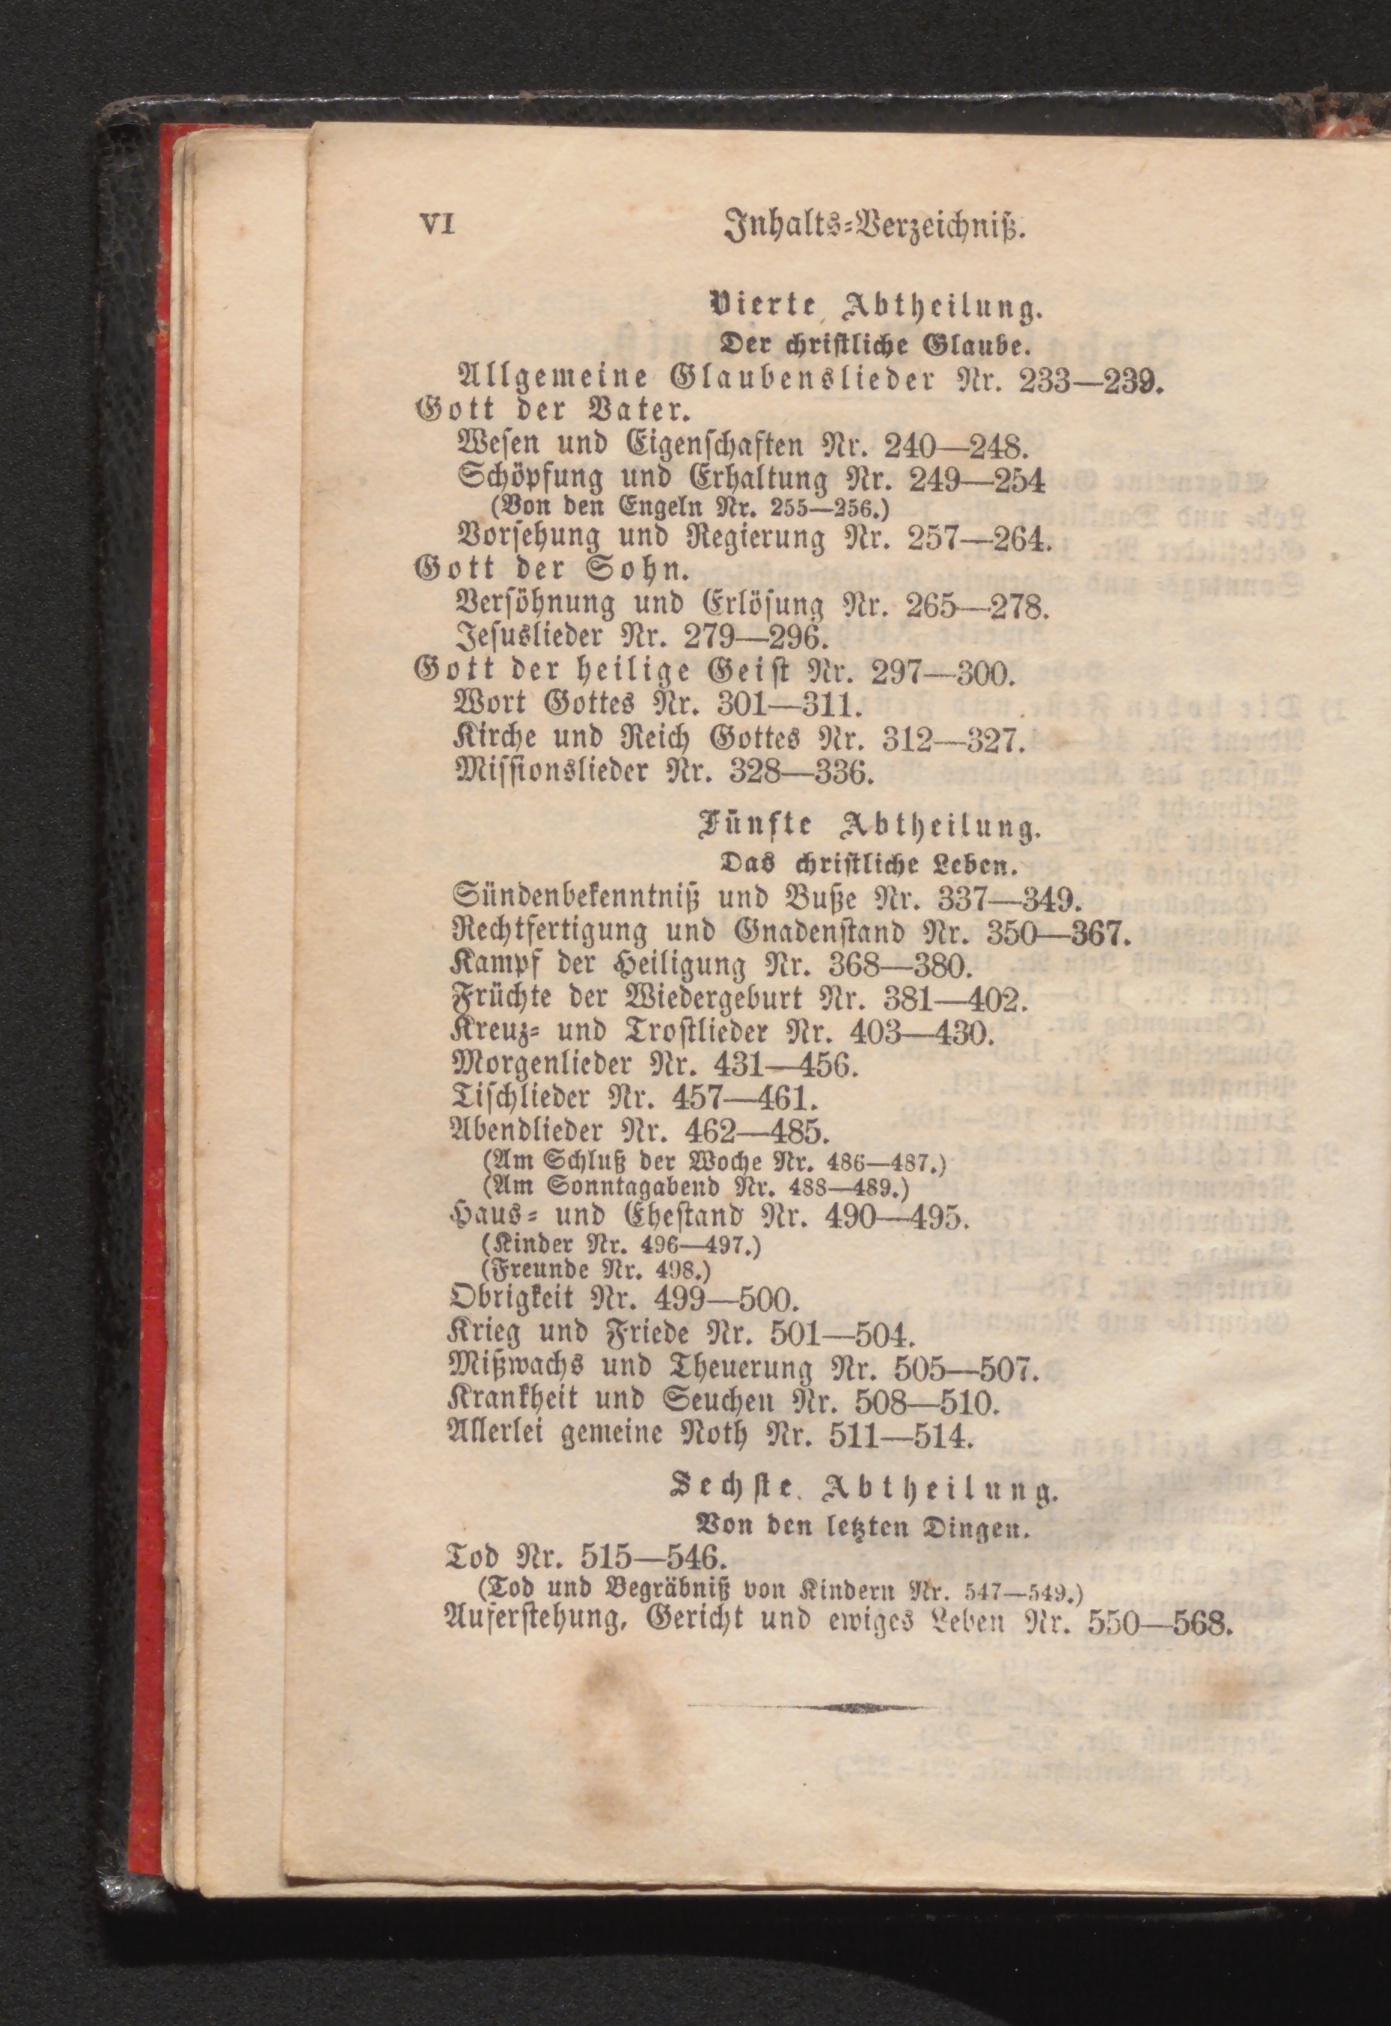 VI Inhalts-Verzeichniß.
Vierte Abtheilung.
Der christliche Glaube.
Allgemeine Glaubenslieder Nr. 233—239.
Gott der Vater.
Wesen und Eigenschaften Nr. 240—248.
Schöpfung und Erhaltung Nr. 249—254
(Von den Engeln Nr. 255—256.)
Vorsehung und Regierung Nr. 257—264.
Gott der Sohn.
Versöhnung und Erlösung Nr. 265—278.
Jesuslieder Nr. 279—296.
Gott der heilige Geist Nr. 297—300.
Wort Gottes Nr. 301—311.
Kirche und Reich Gottes Nr. 312—327.
Missionslieder Nr. 328—336.
Fünfte Abtheilung.
Das christliche Leben.
Sündenbekenntniß und Buße Nr. 337—349.
Rechtfertigung und Gnadenstand Nr. 350—367.
Kampf der Heiligung Nr. 368—380.
Früchte der Wiedergeburt Nr. 381—402.
Kreuz- und Trostlieder Nr. 403—430.
Morgenlieder Nr. 431—456.
Tischlieder Nr. 457—461.
Abendlieder Nr. 462—485.
(Am Schluß der Woche Nr. 486—487.)
(Am Sonntagabend Nr. 488—489.)
Haus- und Ehestand Nr. 490—495.
(Kinder Nr. 496—497.)
(Freunde Nr. 498.)
Obrigkeit Nr. 499—500.
Krieg und Friede Nr. 501—504.
Mißwachs und Theuerung Nr. 505—507.
Krankheit und Seuchen Nr. 508—510.
Allerlei gemeine Noth Nr. 511—514.
Sechste Abtheilung.
Von den letzten Dingen.
Tod Nr. 515—546.
(Tod und Begräbniß von Kindern Nr. 547—549.)
Auferstehung, Gericht und ewiges Leben Nr. 550—568.